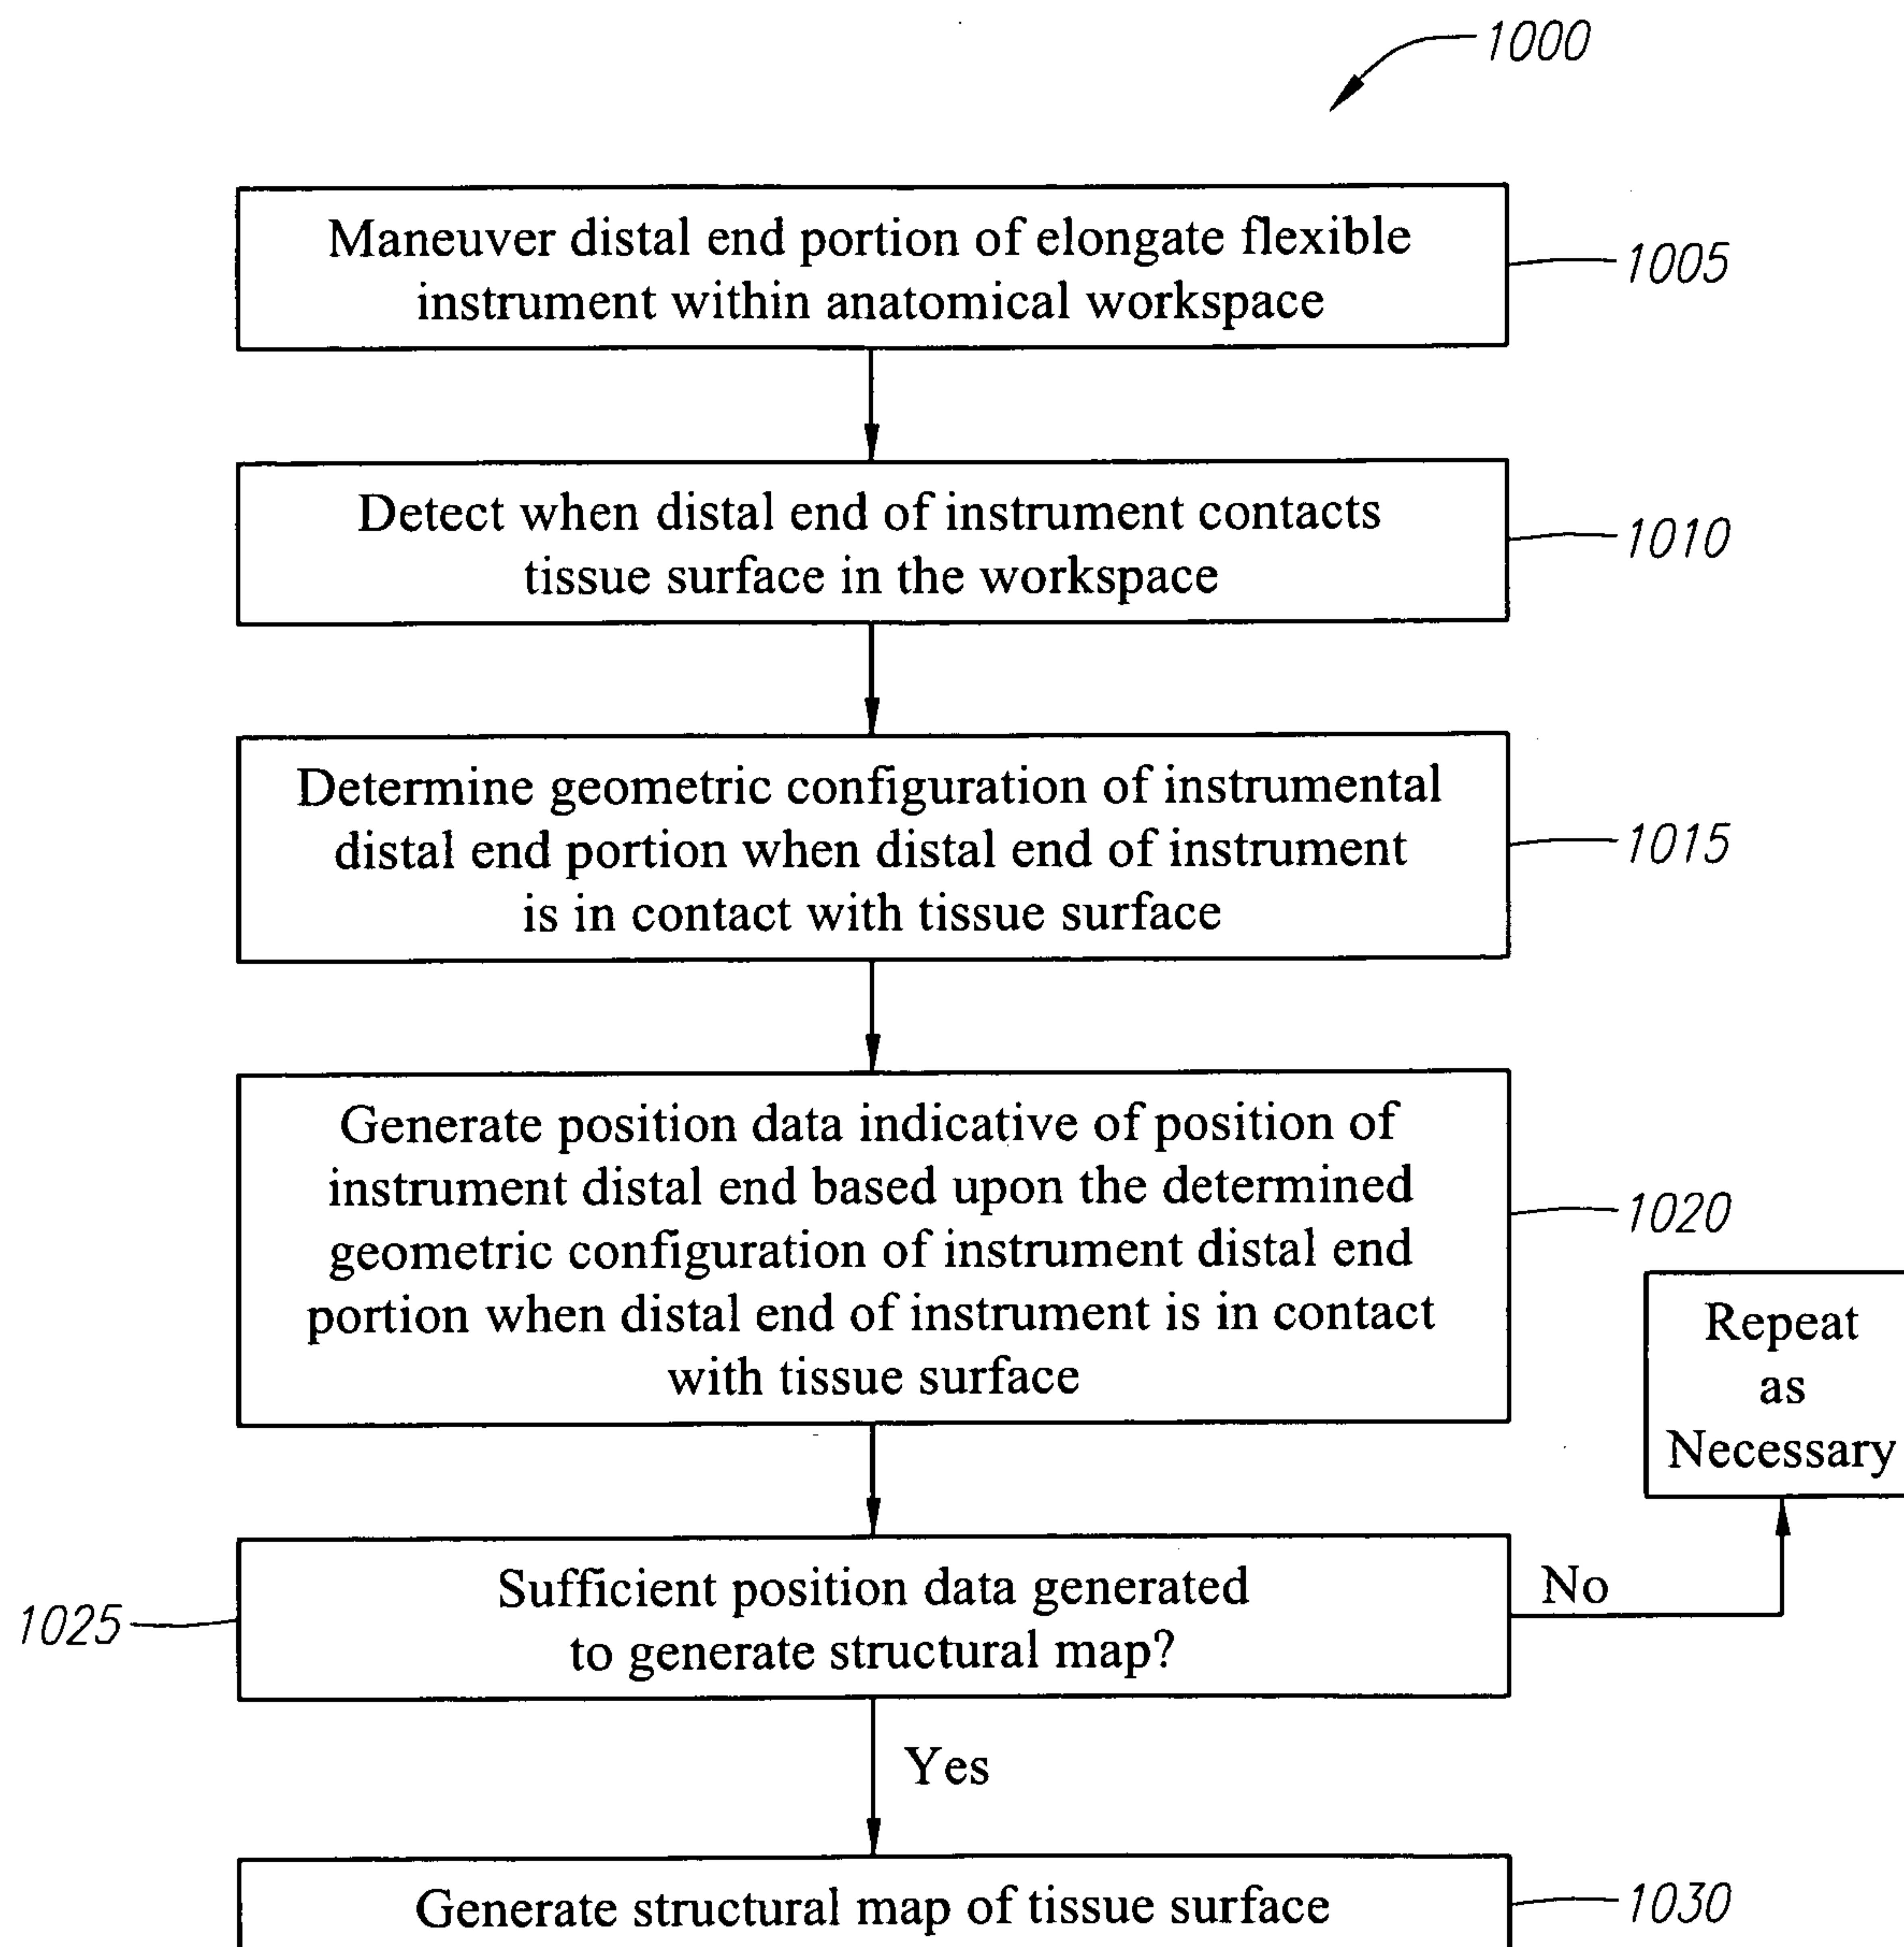 1000
Maneuver distal end portion of elongate flexible
instrument within anatomical workspace
1005
Detect when distal end of instrument contacts
tissue surface in the workspace
1010
Determine geometric configuration of instrumental
distal end portion when distal end of instrument
is in contact with tissue surface
1015
Generate position data indicative of position of
instrument distal end based upon the determined
geometric configuration of instrument distal end
portion when distal end of instrument is in contact
with tissue surface
1020
Repeat
as
Necessary
Sufficient position data generated
to generate structural map?
1025
No
Yes
Generate structural map of tissue surface
1030